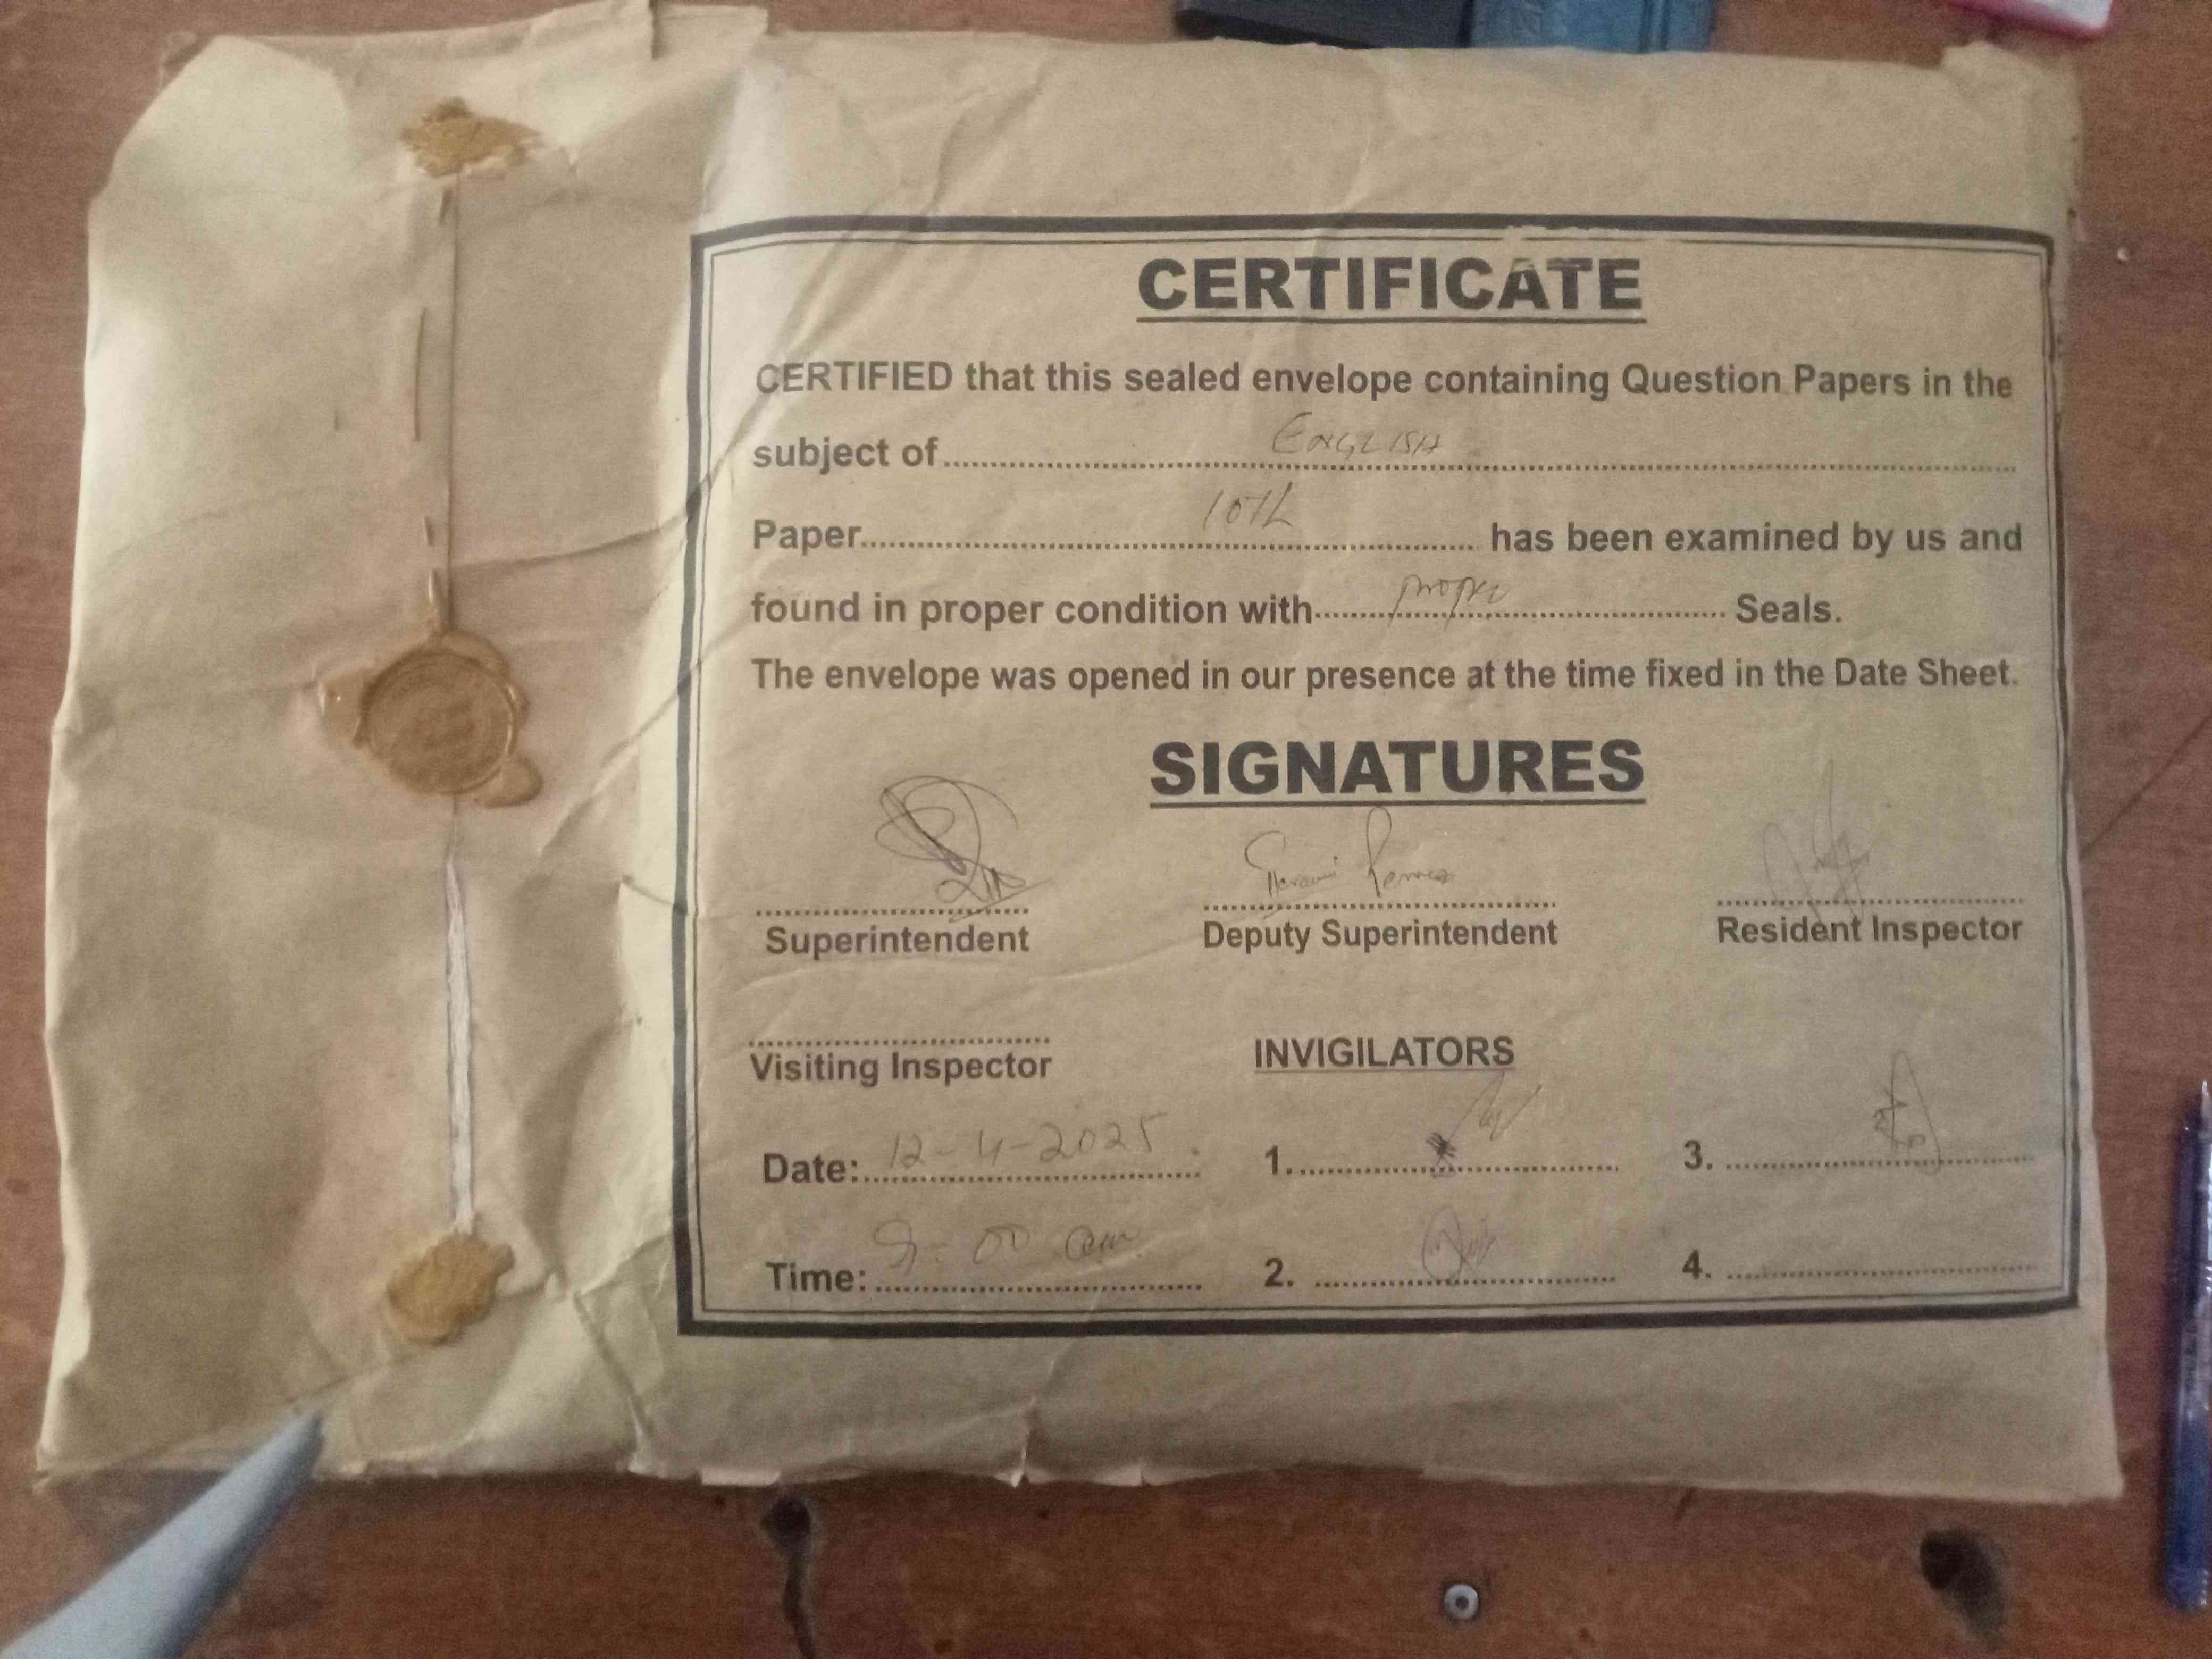 CERTIFICATE
CERTIFIED that this sealed envelope containing Question Papers in the
subject of ENGLISH
Paper 10th has been examined by us and
found in proper condition with proper Seals.
The envelope was opened in our presence at the time fixed in the Date Sheet.
SIGNATURES
Superintendent Deputy Superintendent Resident Inspector
Visiting Inspector INVIGILATORS
Date: 12-4-2025 1. 3.
Time: 9:00 am 2. 4.